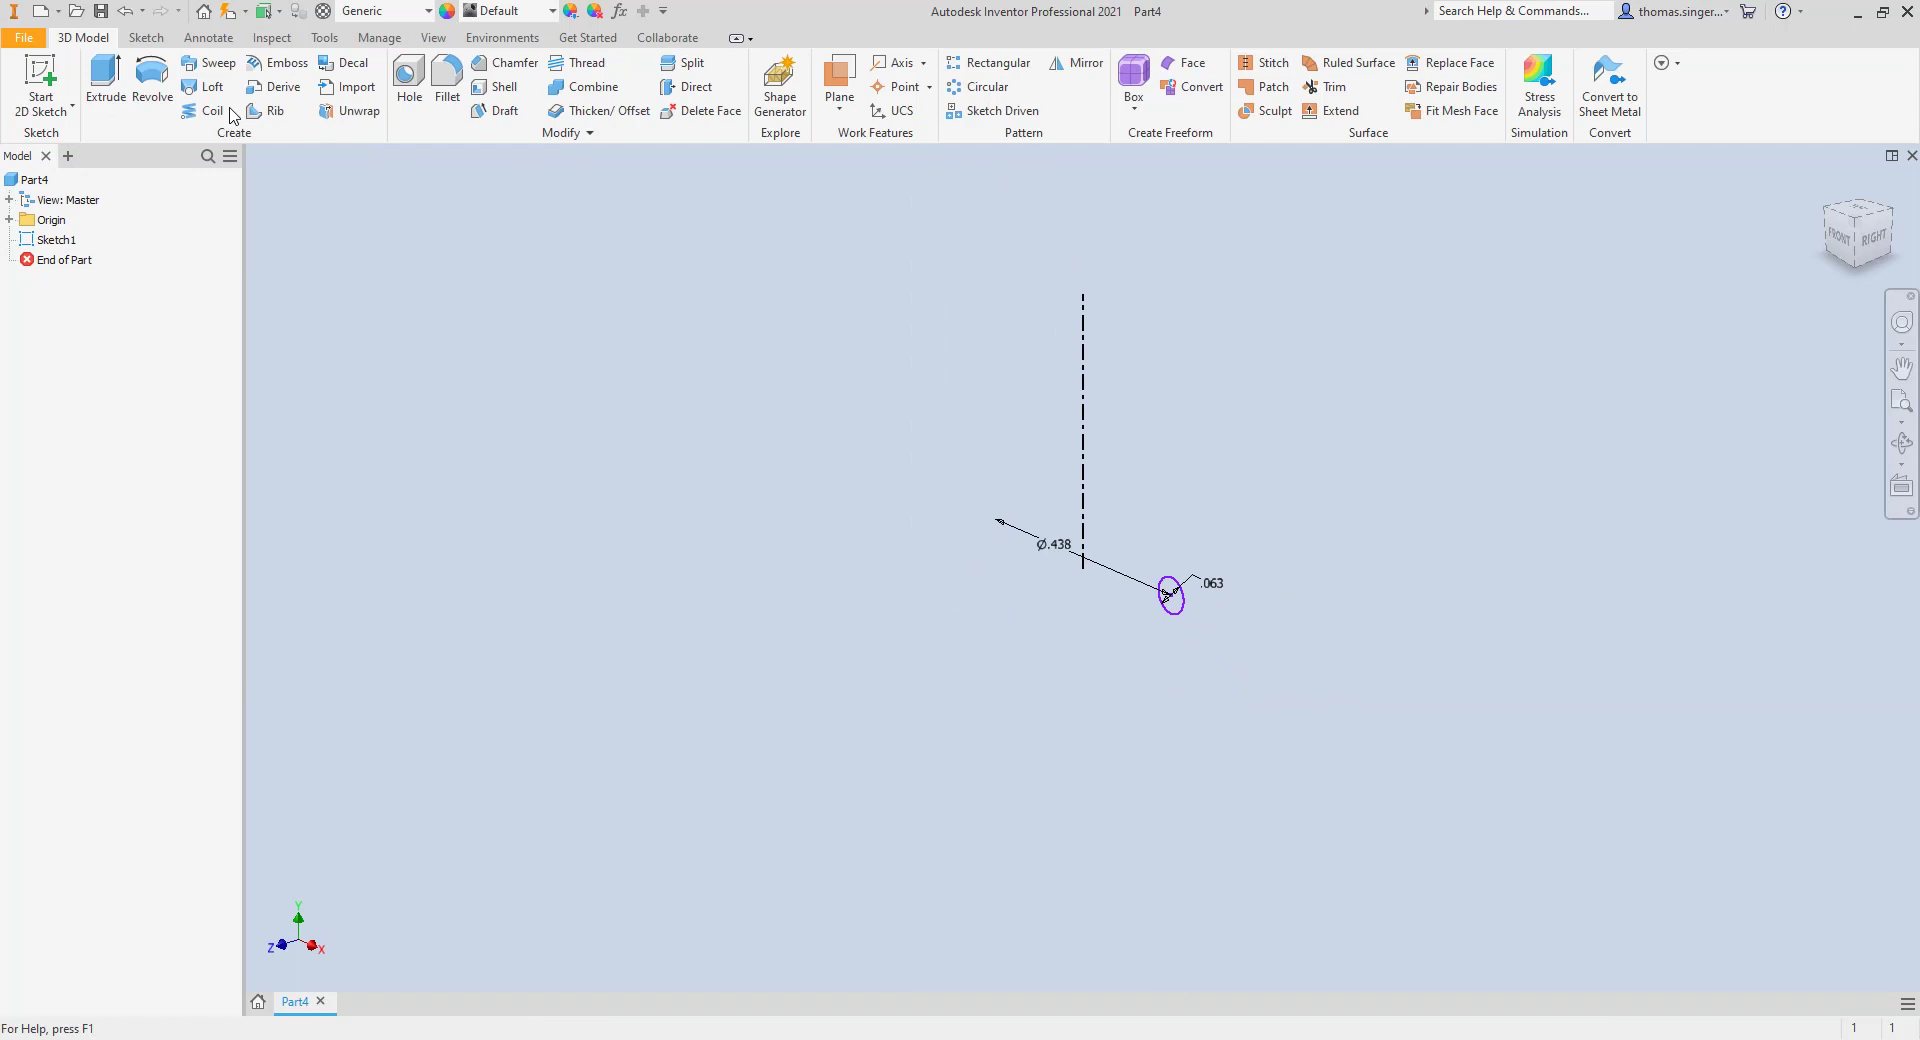 Generic
Default
Autodesk Inventor Professional 2021 Part4
Search Help & Commands...
thomas.singer...
File 3D Model Sketch Annotate Inspect Tools Manage View Environments Get Started Collaborate
Start
2D Sketch
Sketch
Extrude
Revolve
Sweep
Emboss
Decal
Loft
Derive
Import
Coil
Rib
Unwrap
Create
Hole
Fillet
Chamfer
Thread
Split
Shell
Combine
Direct
Draft
Thicken/ Offset
Delete Face
Modify
Shape
Generator
Explore
Plane
Axis
Point
UCS
Work Features
Rectangular
Mirror
Circular
Sketch Driven
Pattern
Box
Face
Convert
Create Freeform
Stitch
Ruled Surface
Replace Face
Patch
Trim
Repair Bodies
Sculpt
Extend
Fit Mesh Face
Surface
Stress
Analysis
Simulation
Convert to
Sheet Metal
Convert
Model
Part4
View: Master
Origin
Sketch1
End of Part
FRONT RIGHT
Ø.438
.063
Y
Z
X
Part4
For Help, press F1
1 1